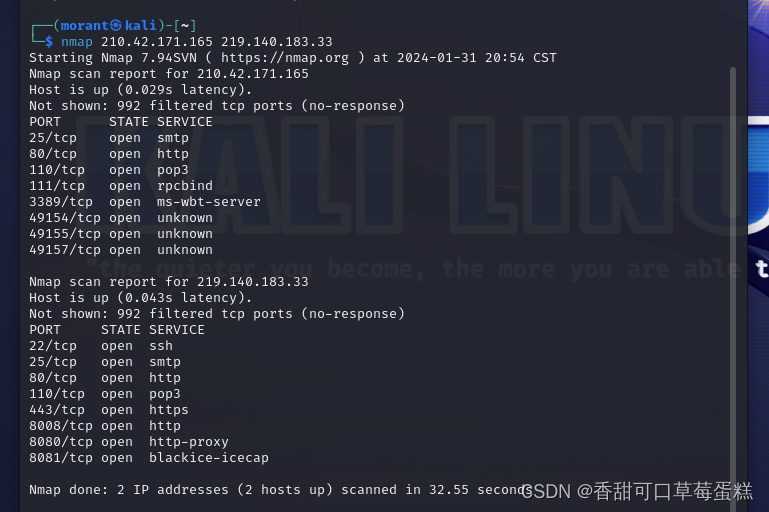 ┌──(morant㉿kali)-[~]
└─$ nmap 210.42.171.165 219.140.183.33
Starting Nmap 7.94SVN ( https://nmap.org ) at 2024-01-31 20:54 CST
Nmap scan report for 210.42.171.165
Host is up (0.029s latency).
Not shown: 992 filtered tcp ports (no-response)
PORT      STATE SERVICE
25/tcp    open  smtp
80/tcp    open  http
110/tcp   open  pop3
111/tcp   open  rpcbind
3389/tcp  open  ms-wbt-server
49154/tcp open  unknown
49155/tcp open  unknown
49157/tcp open  unknown
KALI LINU
"the quieter you become, the more you are able t
Nmap scan report for 219.140.183.33
Host is up (0.043s latency).
Not shown: 992 filtered tcp ports (no-response)
PORT     STATE SERVICE
22/tcp   open  ssh
25/tcp   open  smtp
80/tcp   open  http
110/tcp  open  pop3
443/tcp  open  https
8008/tcp open  http
8080/tcp open  http-proxy
8081/tcp open  blackice-icecap
Nmap done: 2 IP addresses (2 hosts up) scanned in 32.55 seconds
CSDN @香甜可口草莓蛋糕